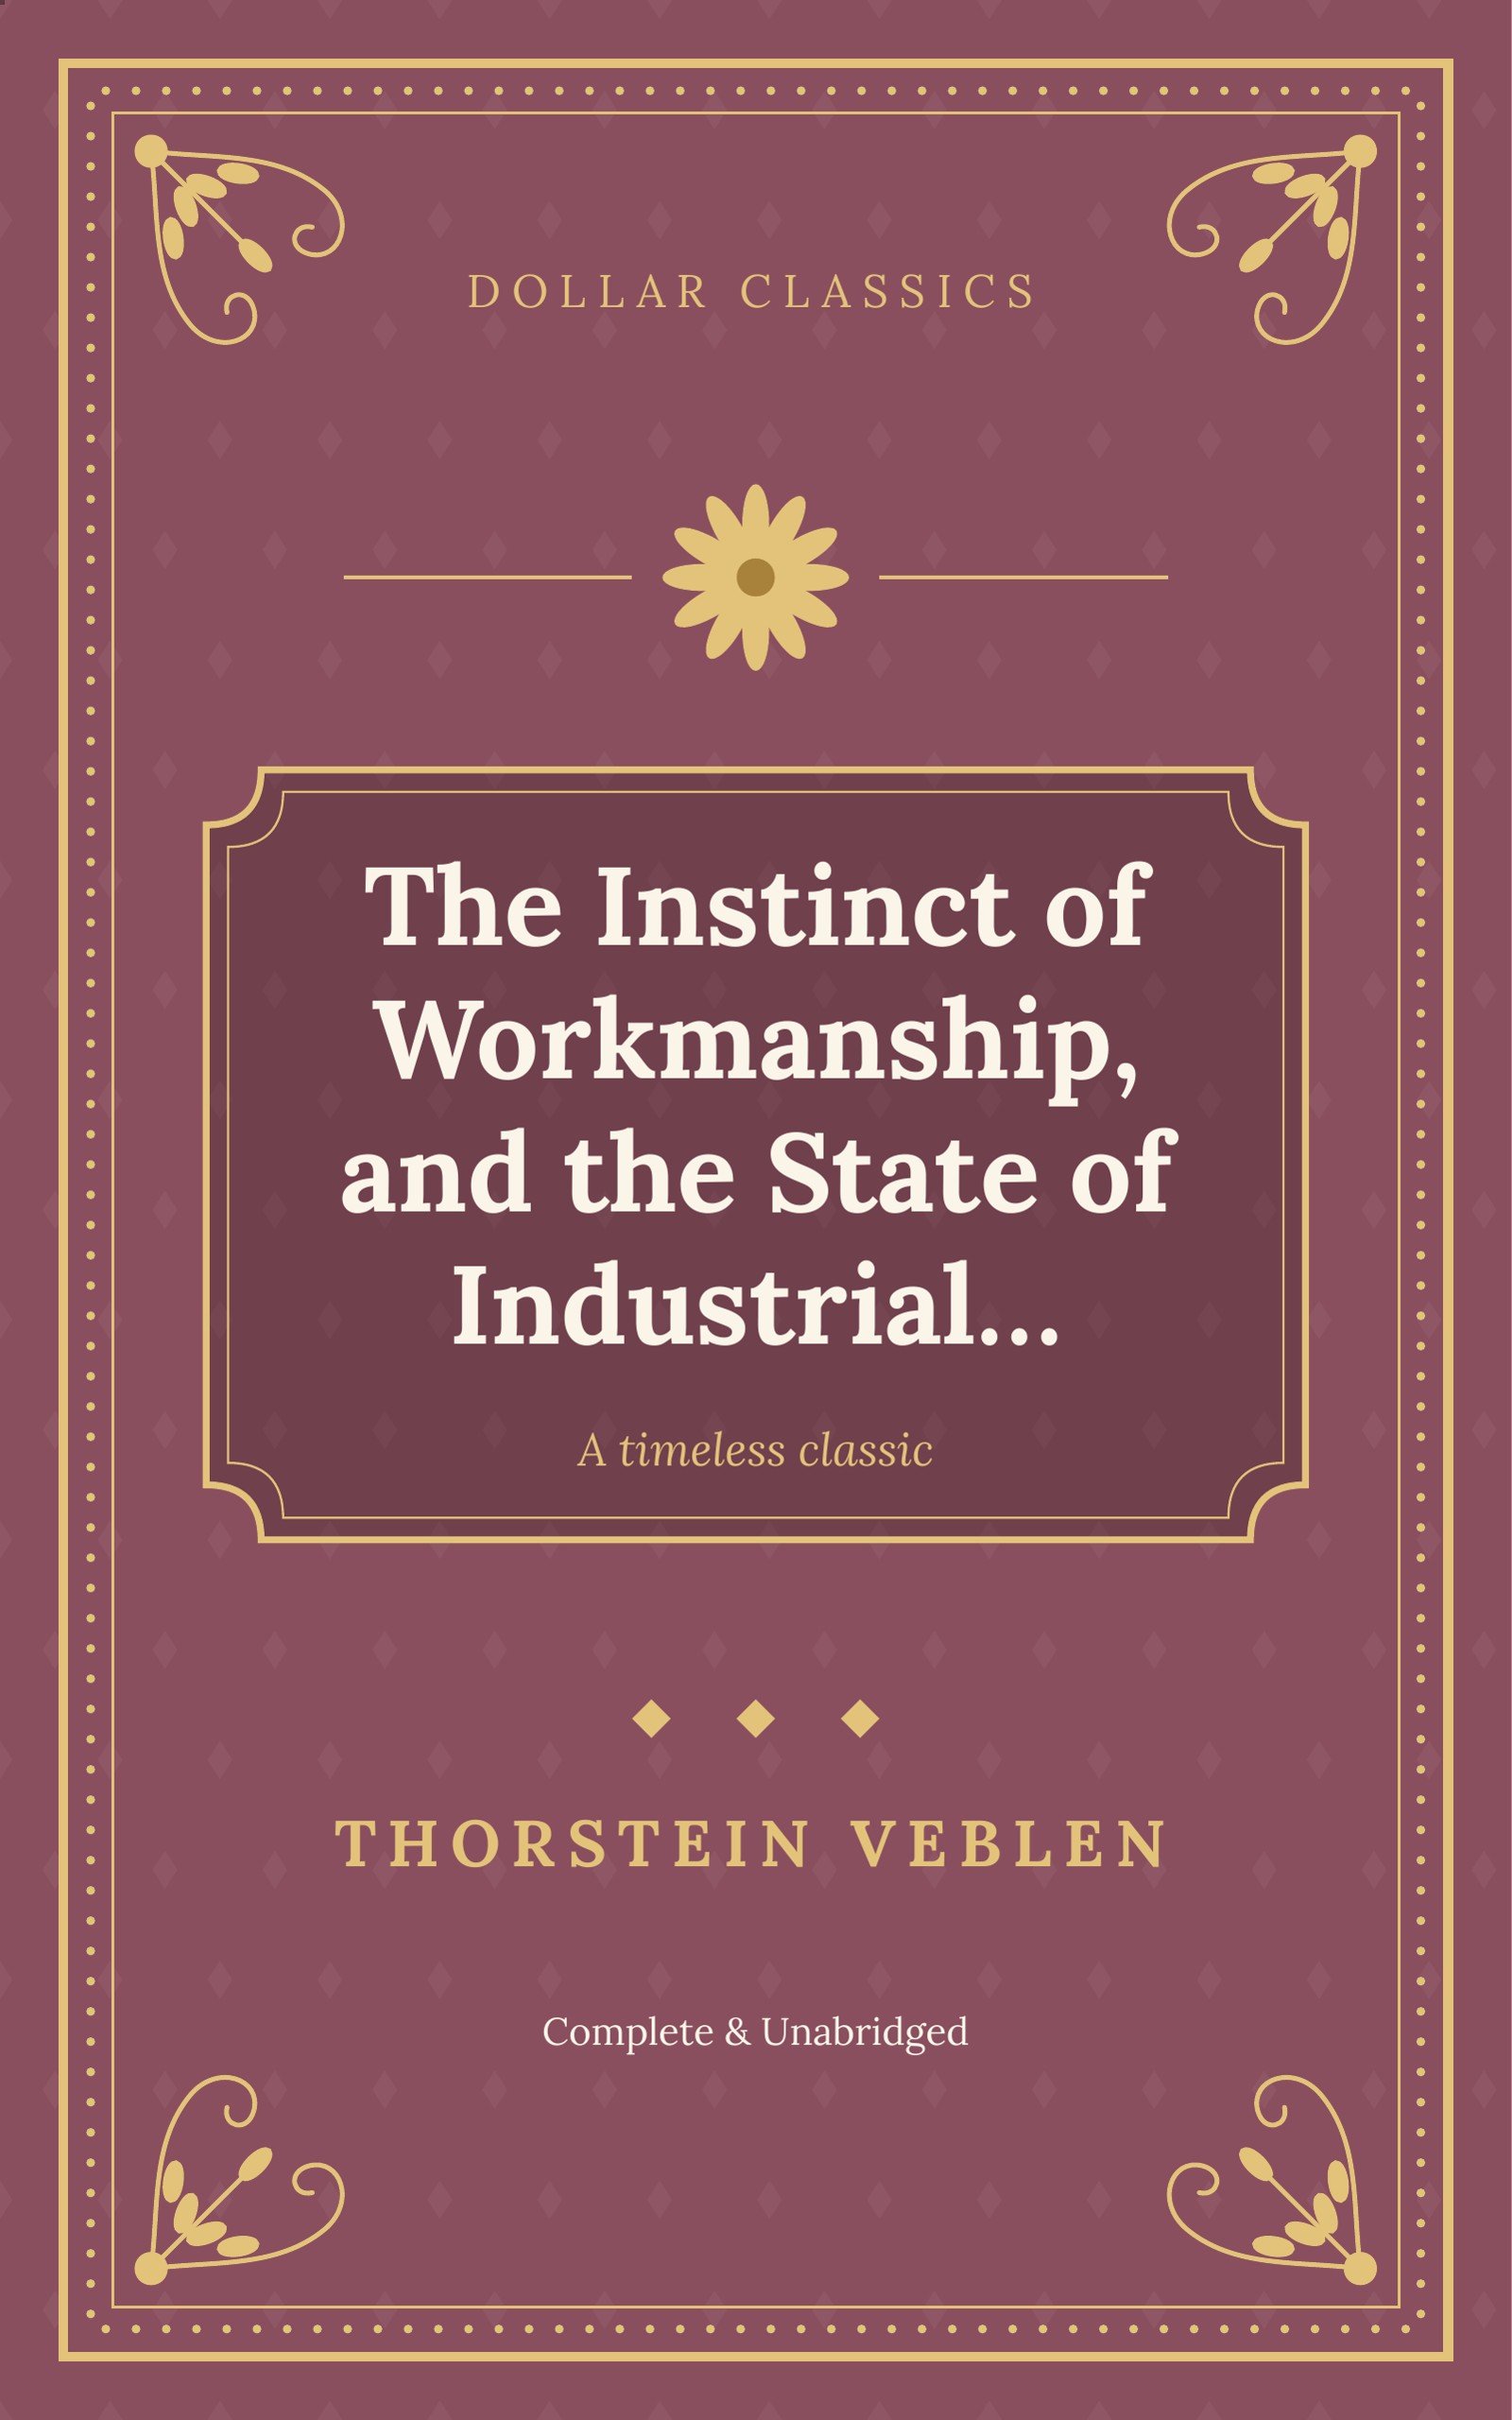 DOLLAR CLASSICS
The Instinct of
Workmanship,
and the State of
Industrial...
A timeless classic
THORSTEIN VEBLEN
Complete & Unabridged